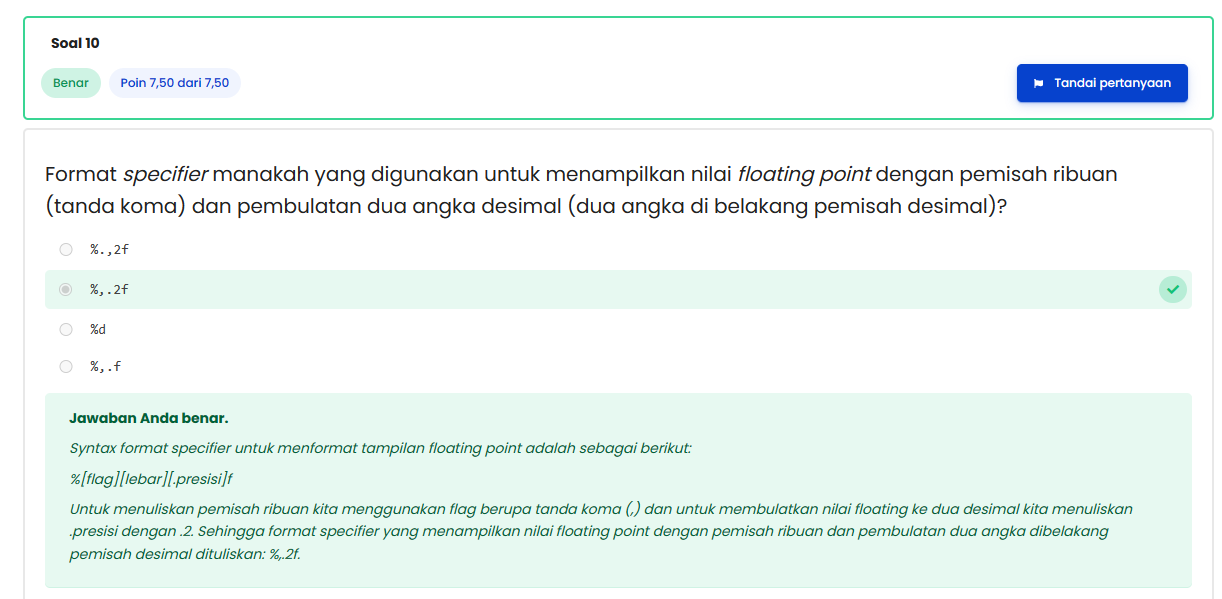 Soal 10
Benar
Poin 7,50 dari 7,50
Tandai pertanyaan
Format specifier manakah yang digunakan untuk menampilkan nilai floating point dengan pemisah ribuan
(tanda koma) dan pembulatan dua angka desimal (dua angka di belakang pemisah desimal)?
%.,2f
%,.2f
%d
%,.f
Jawaban Anda benar.
Syntax format specifier untuk menformat tampilan floating point adalah sebagai berikut:
%[flag][lebar][.presisi]f
Untuk menuliskan pemisah ribuan kita menggunakan flag berupa tanda koma (,) dan untuk membulatkan nilai floating ke dua desimal kita menuliskan
.presisi dengan .2. Sehingga format specifier yang menampilkan nilai floating point dengan pemisah ribuan dan pembulatan dua angka dibelakang
pemisah desimal dituliskan: %,.2f.